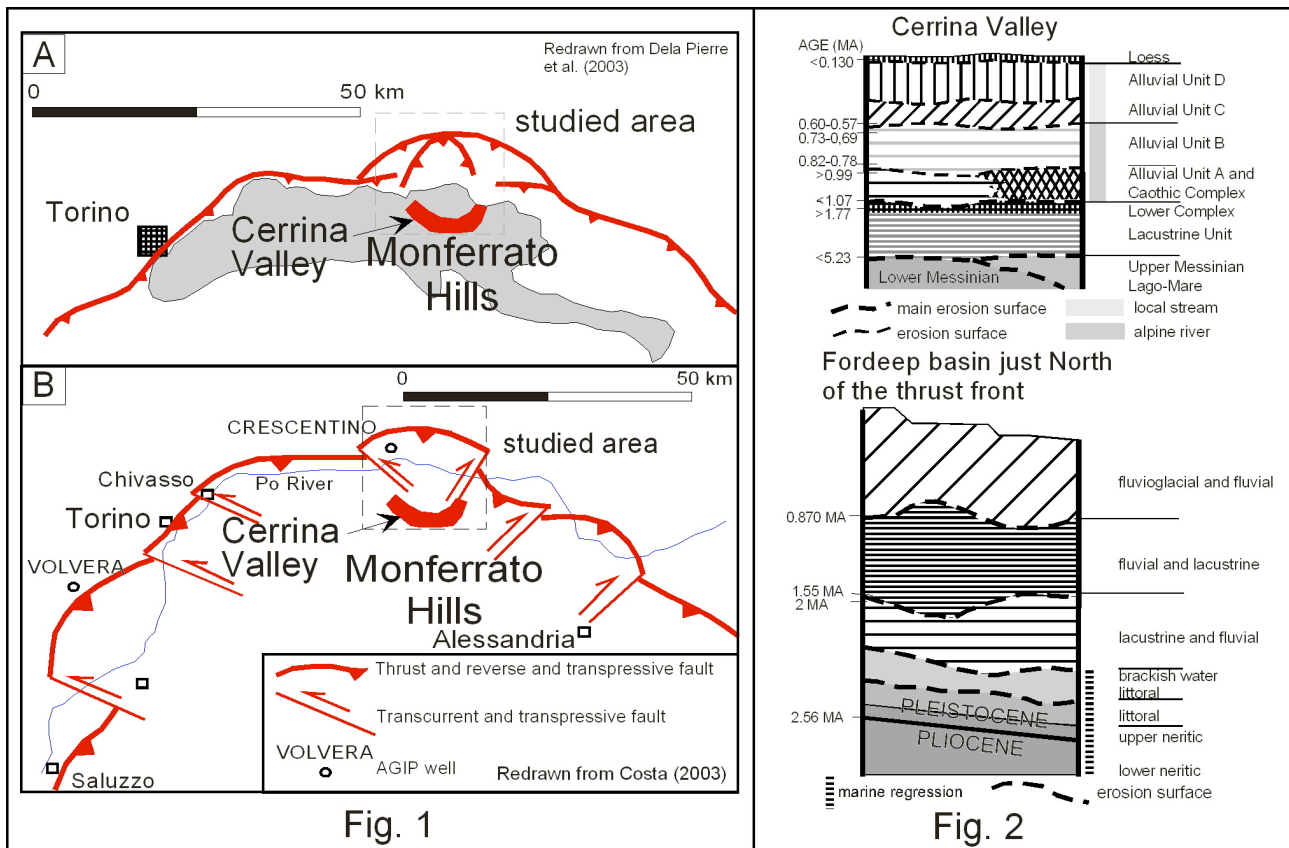 A
Redrawn from Dela Pierre
et al. (2003)
0
50 km
studied area
Torino
Cerrina
Valley
Monferrato
Hills
B
0
50 km
CRESCENTINO
studied area
Chivasso
Po River
Torino
Cerrina
Valley
VOLVERA
Monferrato
Hills
Alessandria
Saluzzo
Thrust and reverse and transpressive fault
Transcurrent and transpressive fault
VOLVERA
AGIP well
Redrawn from Costa (2003)
Fig. 1
Cerrina Valley
AGE (MA)
<0.130
Loess
Alluvial Unit D
Alluvial Unit C
0.60-0.57
0.73-0.69
Alluvial Unit B
0.82-0.78
>0.99
Alluvial Unit A and
Caothic Complex
<1.07
>1.77
Lower Complex
Lacustrine Unit
<5.23
Lower Messinian
Upper Messinian
Lago-Mare
main erosion surface
local stream
erosion surface
alpine river
Fordeep basin just North
of the thrust front
fluvioglacial and fluvial
0.870 MA
fluvial and lacustrine
1.55 MA
2 MA
lacustrine and fluvial
brackish water
littoral
PLEISTOCENE
littoral
2.56 MA
PLIOCENE
upper neritic
lower neritic
marine regression
erosion surface
Fig. 2